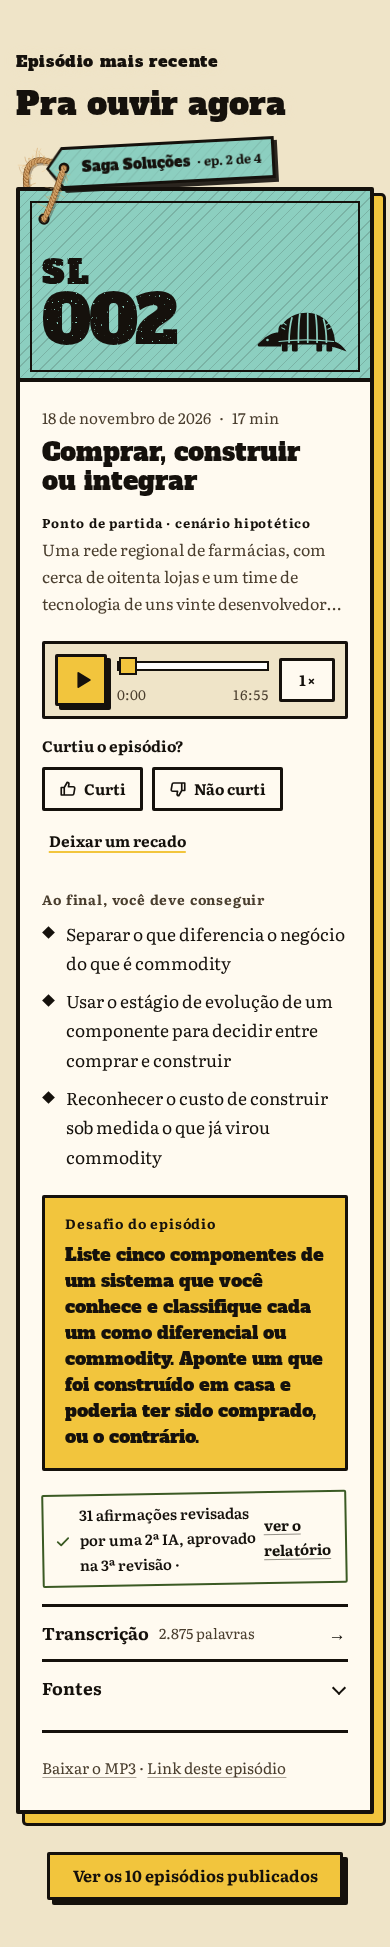 Episódio mais recente
Pra ouvir agora
Saga Soluções · ep. 2 de 4
SL
002
18 de novembro de 2026 · 17 min
Comprar, construir
ou integrar
Ponto de partida · cenário hipotético
Uma rede regional de farmácias, com
cerca de oitenta lojas e um time de
tecnologia de uns vinte desenvolvedor…
0:00
16:55
1×
Curtiu o episódio?
Curti
Não curti
Deixar um recado
Ao final, você deve conseguir
◆ Separar o que diferencia o negócio
do que é commodity
◆ Usar o estágio de evolução de um
componente para decidir entre
comprar e construir
◆ Reconhecer o custo de construir
sob medida o que já virou
commodity
Desafio do episódio
Liste cinco componentes de
um sistema que você
conhece e classifique cada
um como diferencial ou
commodity. Aponte um que
foi construído em casa e
poderia ter sido comprado,
ou o contrário.
31 afirmações revisadas
por uma 2ª IA, aprovado
na 3ª revisão ·
ver o
relatório
Transcrição 2.875 palavras →
Fontes
Baixar o MP3 · Link deste episódio
Ver os 10 episódios publicados